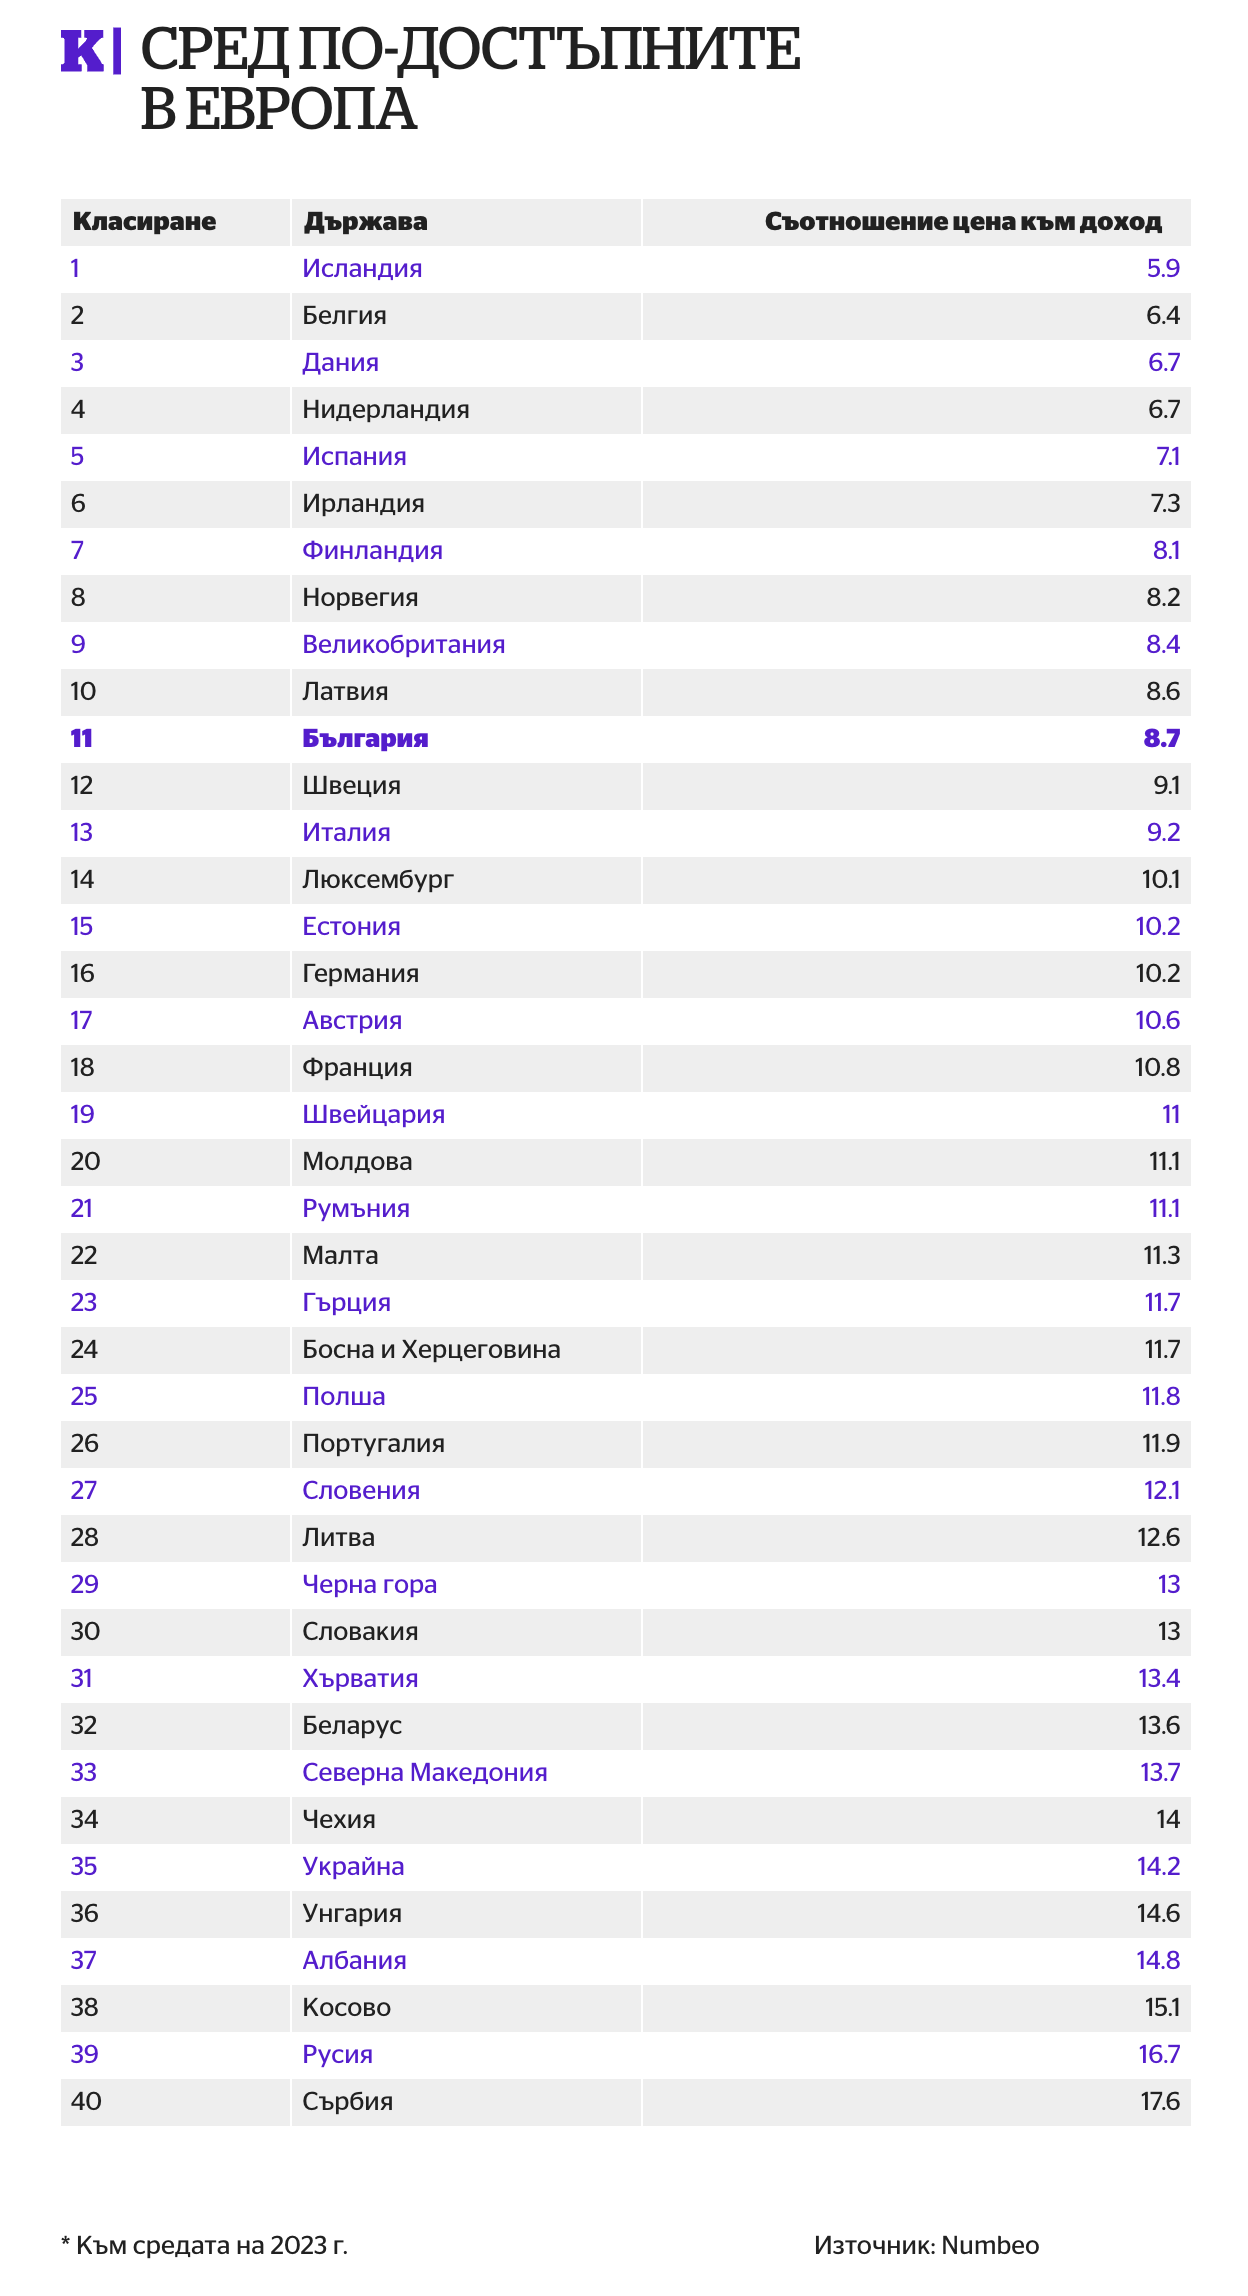 K| СРЕД ПО-ДОСТЪПНИТЕ
В ЕВРОПА
Класиране Държава Съотношение цена към доход
1 Исландия 5.9
2 Белгия 6.4
3 Дания 6.7
4 Нидерландия 6.7
5 Испания 7.1
6 Ирландия 7.3
7 Финландия 8.1
8 Норвегия 8.2
9 Великобритания 8.4
10 Латвия 8.6
11 България 8.7
12 Швеция 9.1
13 Италия 9.2
14 Люксембург 10.1
15 Естония 10.2
16 Германия 10.2
17 Австрия 10.6
18 Франция 10.8
19 Швейцария 11
20 Молдова 11.1
21 Румъния 11.1
22 Малта 11.3
23 Гърция 11.7
24 Босна и Херцеговина 11.7
25 Полша 11.8
26 Португалия 11.9
27 Словения 12.1
28 Литва 12.6
29 Черна гора 13
30 Словакия 13
31 Хърватия 13.4
32 Беларус 13.6
33 Северна Македония 13.7
34 Чехия 14
35 Украйна 14.2
36 Унгария 14.6
37 Албания 14.8
38 Косово 15.1
39 Русия 16.7
40 Сърбия 17.6
* Към средата на 2023 г. Източник: Numbeo